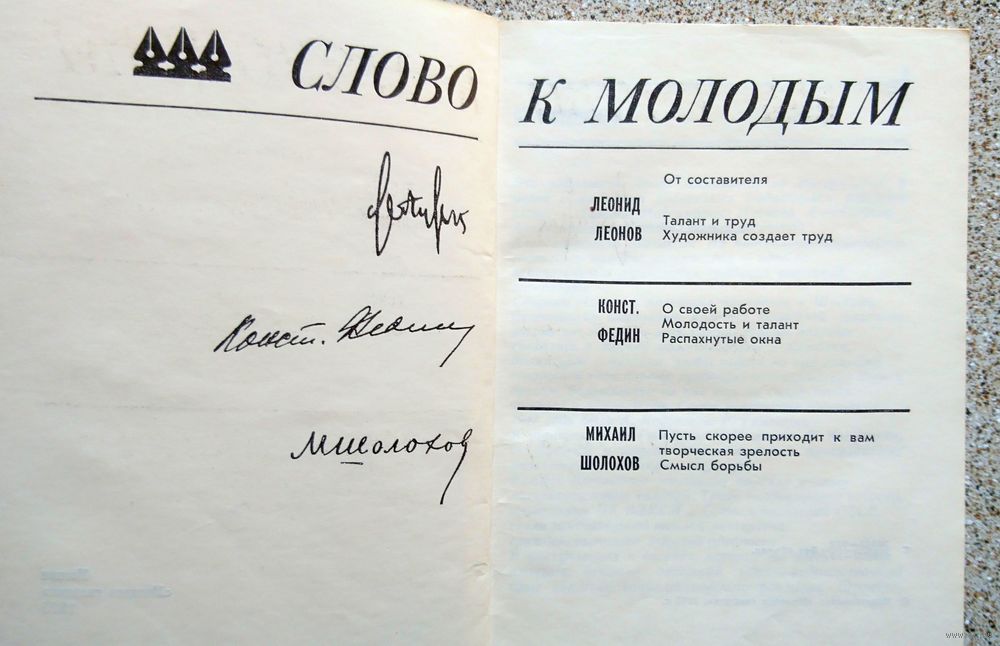 СЛОВО К МОЛОДЫМ
От составителя
ЛЕОНИД
ЛЕОНОВ
Талант и труд
Художника создает труд
Конст. Федин
КОНСТ.
ФЕДИН
О своей работе
Молодость и талант
Распахнутые окна
МШолохов
МИХАИЛ
ШОЛОХОВ
Пусть скорее приходит к вам
творческая зрелость
Смысл борьбы